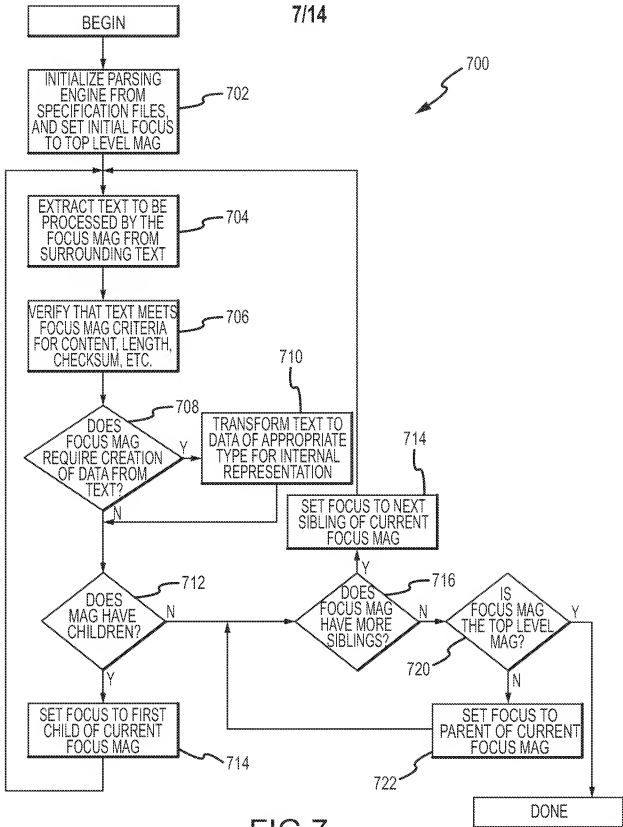 7/14
BEGIN
700
INITIALIZE PARSING
ENGINE FROM
SPECIFICATION FILES,
AND SET INITIAL FOCUS
TO TOP LEVEL MAG
702
EXTRACT TEXT TO BE
PROCESSED BY THE
FOCUS MAG FROM
SURROUNDING TEXT
704
VERIFY THAT TEXT MEETS
FOCUS MAG CRITERIA
FOR CONTENT, LENGTH,
CHECKSUM, ETC.
706
708
DOES
FOCUS MAG
REQUIRE CREATION
OF DATA FROM
TEXT?
Y
N
710
TRANSFORM TEXT TO
DATA OF APPROPRIATE
TYPE FOR INTERNAL
REPRESENTATION
714
SET FOCUS TO NEXT
SIBLING OF CURRENT
FOCUS MAG
712
DOES
MAG HAVE
CHILDREN?
N
Y
Y
716
DOES
FOCUS MAG
HAVE MORE
SIBLINGS?
N
IS
FOCUS MAG
THE TOP LEVEL
MAG?
Y
720
N
SET FOCUS TO FIRST
CHILD OF CURRENT
FOCUS MAG
714
SET FOCUS TO
PARENT OF CURRENT
FOCUS MAG
722
DONE
FIG.7